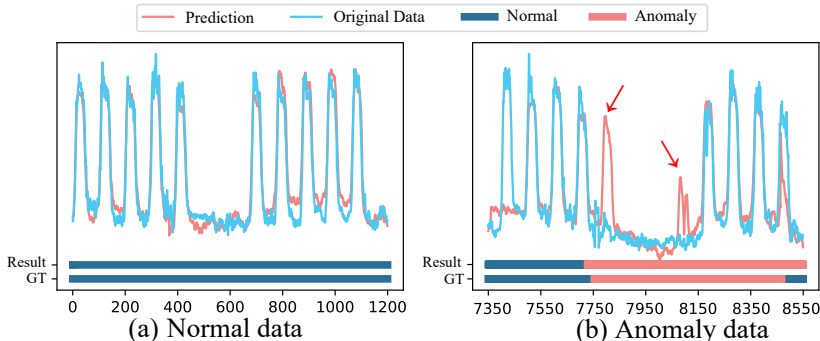 Prediction Original Data Normal Anomaly
Result
GT
0 200 400 600 800 1000 1200
(a) Normal data
Result
GT
7350 7550 7750 7950 8150 8350 8550
(b) Anomaly data